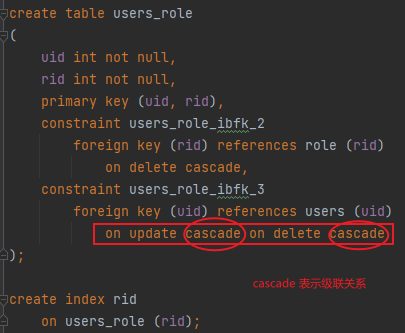 create table users_role
(
uid int not null,
rid int not null,
primary key (uid, rid),
constraint users_role_ibfk_2
foreign key (rid) references role (rid)
on delete cascade,
constraint users_role_ibfk_3
foreign key (uid) references users (uid)
on update cascade on delete cascade
);
cascade 表示级联关系
create index rid
on users_role (rid);